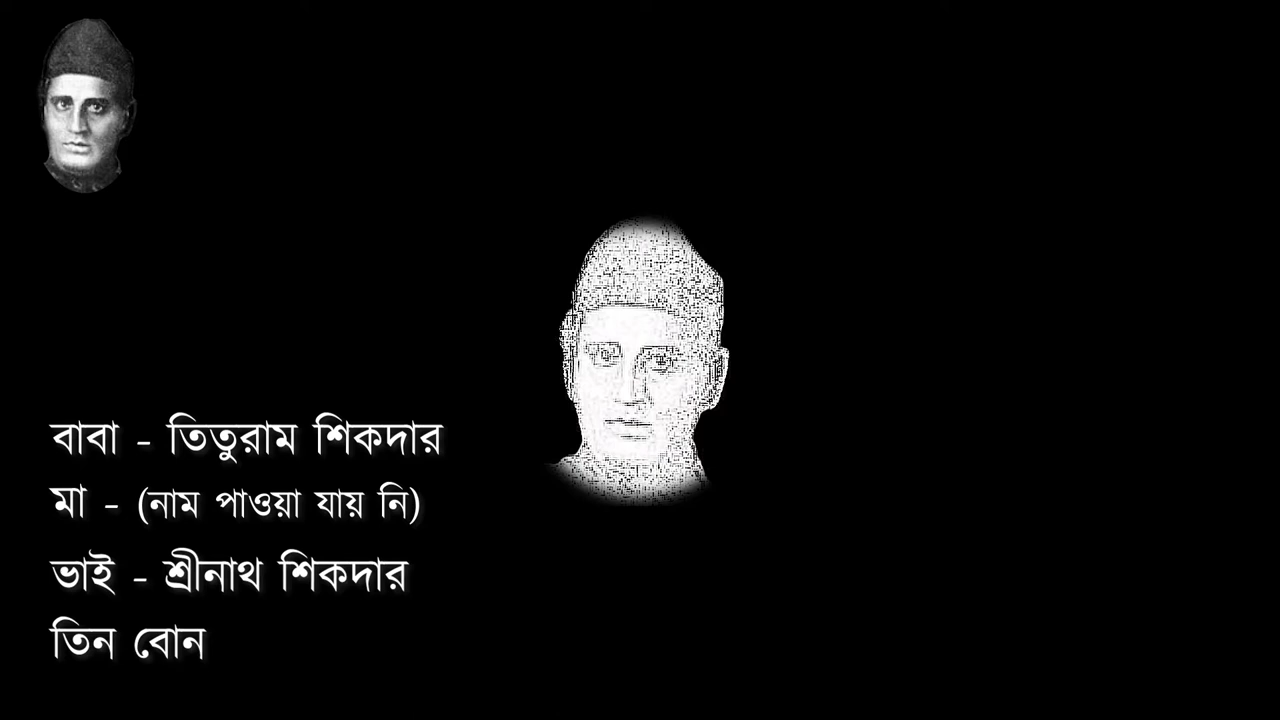 বাবা - তিতুরাম শিকদার
মা - (নাম পাওয়া যায় নি)
ভাই - শ্রীনাথ শিকদার
তিন বোন